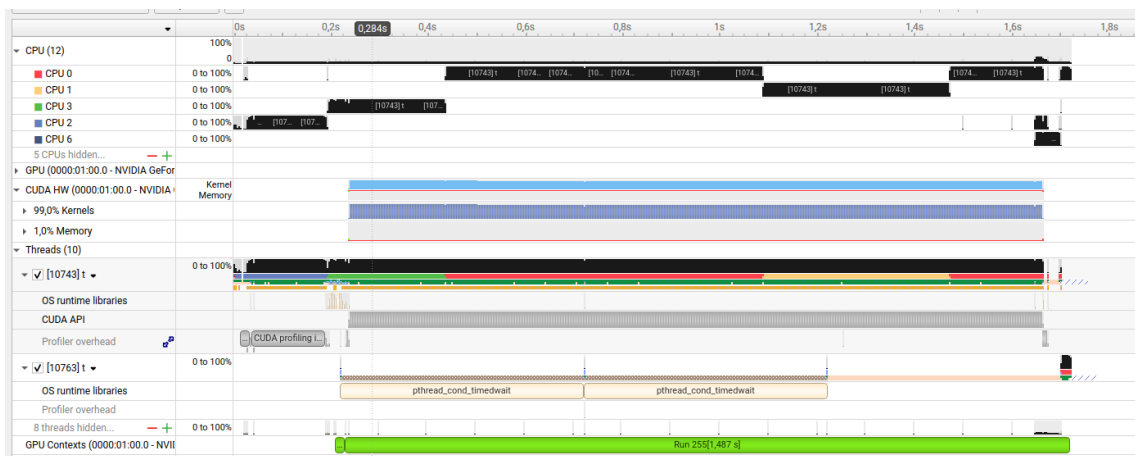 0s 0,2s 0,284s 0,4s 0,6s 0,8s 1s 1,2s 1,4s 1,6s 1,8s
CPU (12) 100% 0
CPU 0 0 to 100% [10743] t [1074... [1074... [10... [1074... [10743] t [1074... [1074... [10743] t
CPU 1 0 to 100% [10743] t [10743] t
CPU 3 0 to 100% [10743] t [107...
CPU 2 0 to 100% ... [107... [107...
CPU 6 0 to 100%
5 CPUs hidden... − +
GPU (0000:01:00.0 - NVIDIA GeFor
CUDA HW (0000:01:00.0 - NVIDIA Kernel Memory
99,0% Kernels
1,0% Memory
Threads (10)
[10743] t 0 to 100%
OS runtime libraries
CUDA API
Profiler overhead ... CUDA profiling i...
[10763] t 0 to 100%
OS runtime libraries pthread_cond_timedwait pthread_cond_timedwait
Profiler overhead
8 threads hidden... − + 0 to 100%
GPU Contexts (0000:01:00.0 - NVII ... Run 255[1,487 s]